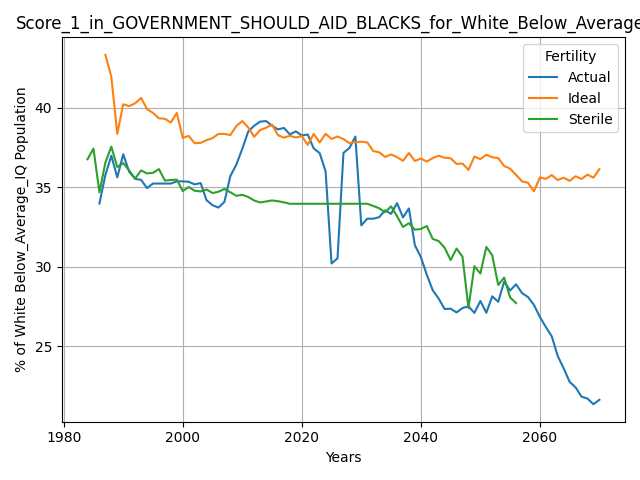 Score_1_in_GOVERNMENT_SHOULD_AID_BLACKS_for_White_Below_Average
Fertility
Actual
Ideal
Sterile
% of White Below_Average_IQ Population
40
35
30
25
1980
2000
2020
2040
2060
Years